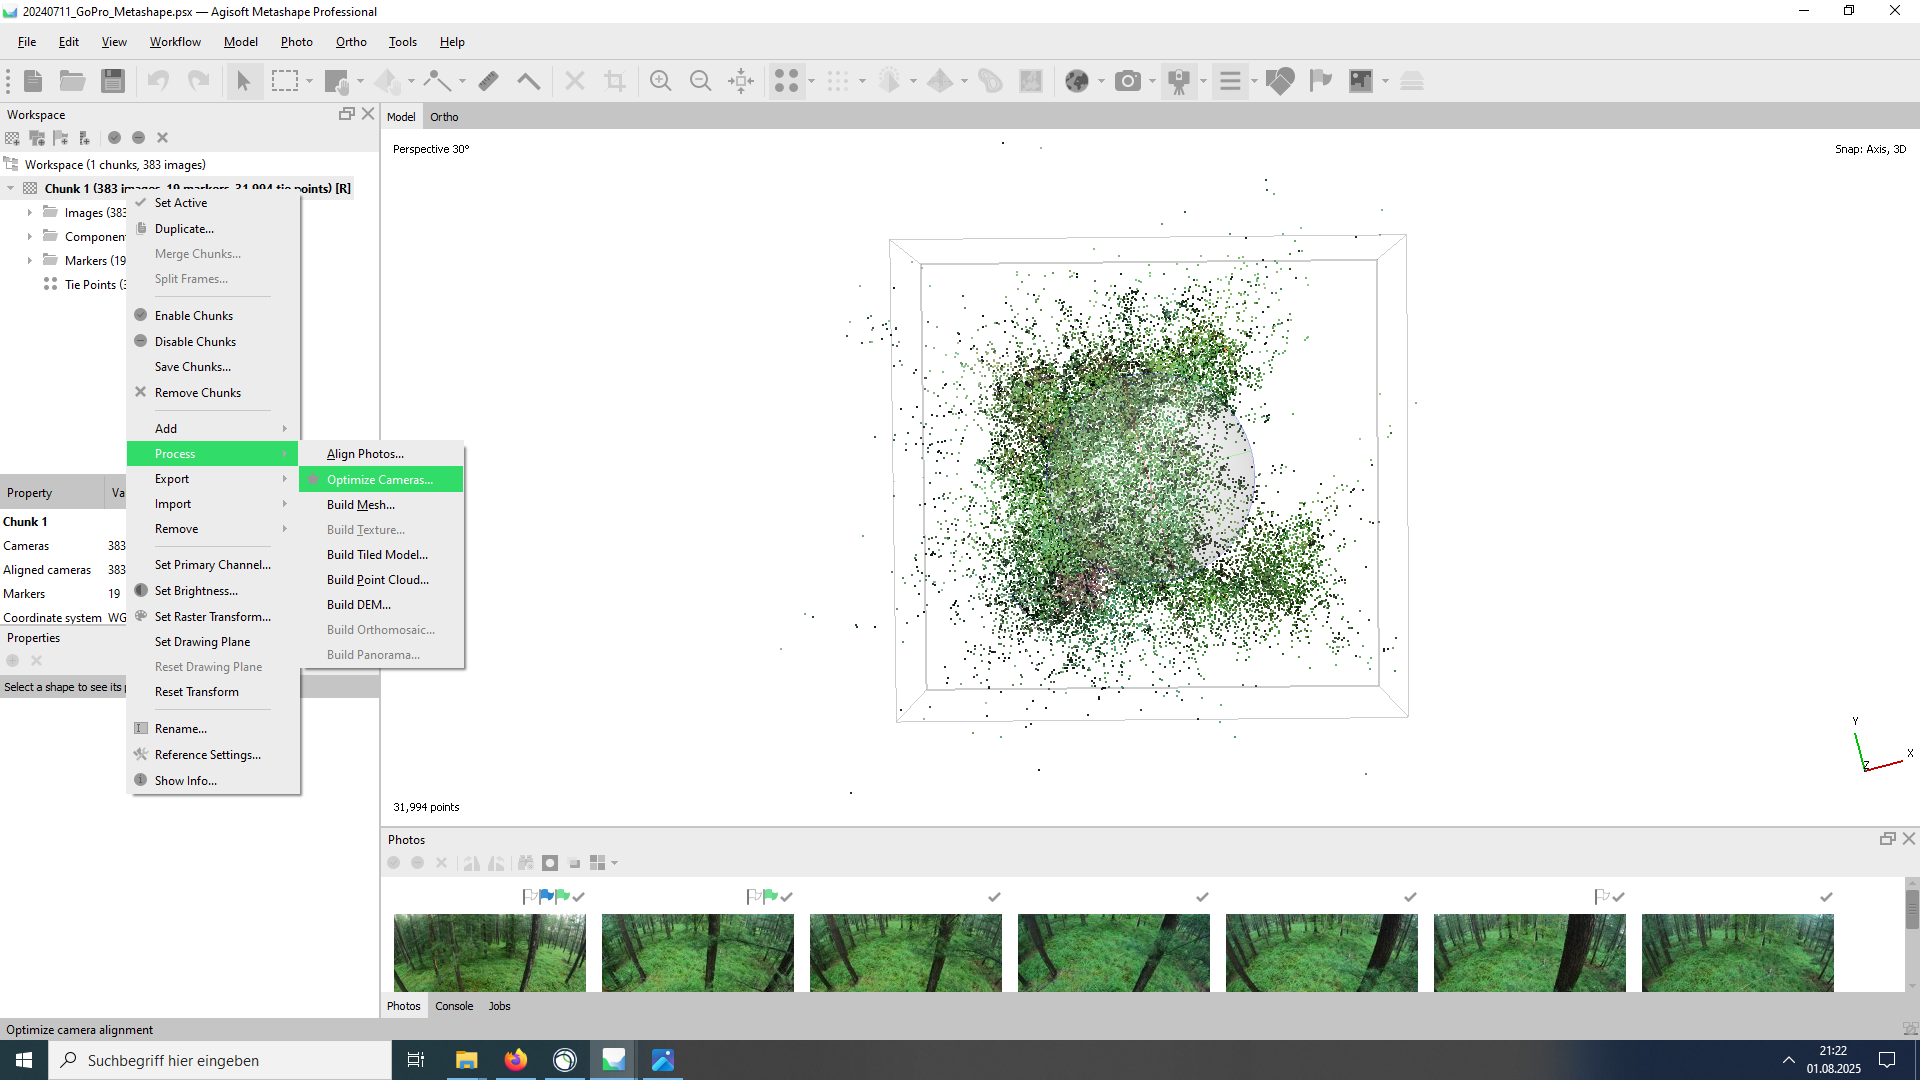 20240711_GoPro_Metashape.psx — Agisoft Metashape Professional
File Edit View Workflow Model Photo Ortho Tools Help
Workspace
Workspace (1 chunks, 383 images)
Chunk 1 (383 images, 19 markers, 31,994 tie points) [R]
Images (383
Componen
Markers (19
Tie Points (3
Set Active
Duplicate...
Merge Chunks...
Split Frames...
Enable Chunks
Disable Chunks
Save Chunks...
Remove Chunks
Add
Process
Export
Import
Remove
Set Primary Channel...
Set Brightness...
Set Raster Transform...
Set Drawing Plane
Reset Drawing Plane
Reset Transform
Rename...
Reference Settings...
Show Info...
Align Photos...
Optimize Cameras...
Build Mesh...
Build Texture...
Build Tiled Model...
Build Point Cloud...
Build DEM...
Build Orthomosaic...
Build Panorama...
Property Va
Chunk 1
Cameras 383
Aligned cameras 383
Markers 19
Coordinate system WG
Properties
Select a shape to see its p
Model Ortho
Perspective 30°
Snap: Axis, 3D
Y
X
Z
31,994 points
Photos
Photos Console Jobs
Optimize camera alignment
Suchbegriff hier eingeben
21:22
01.08.2025